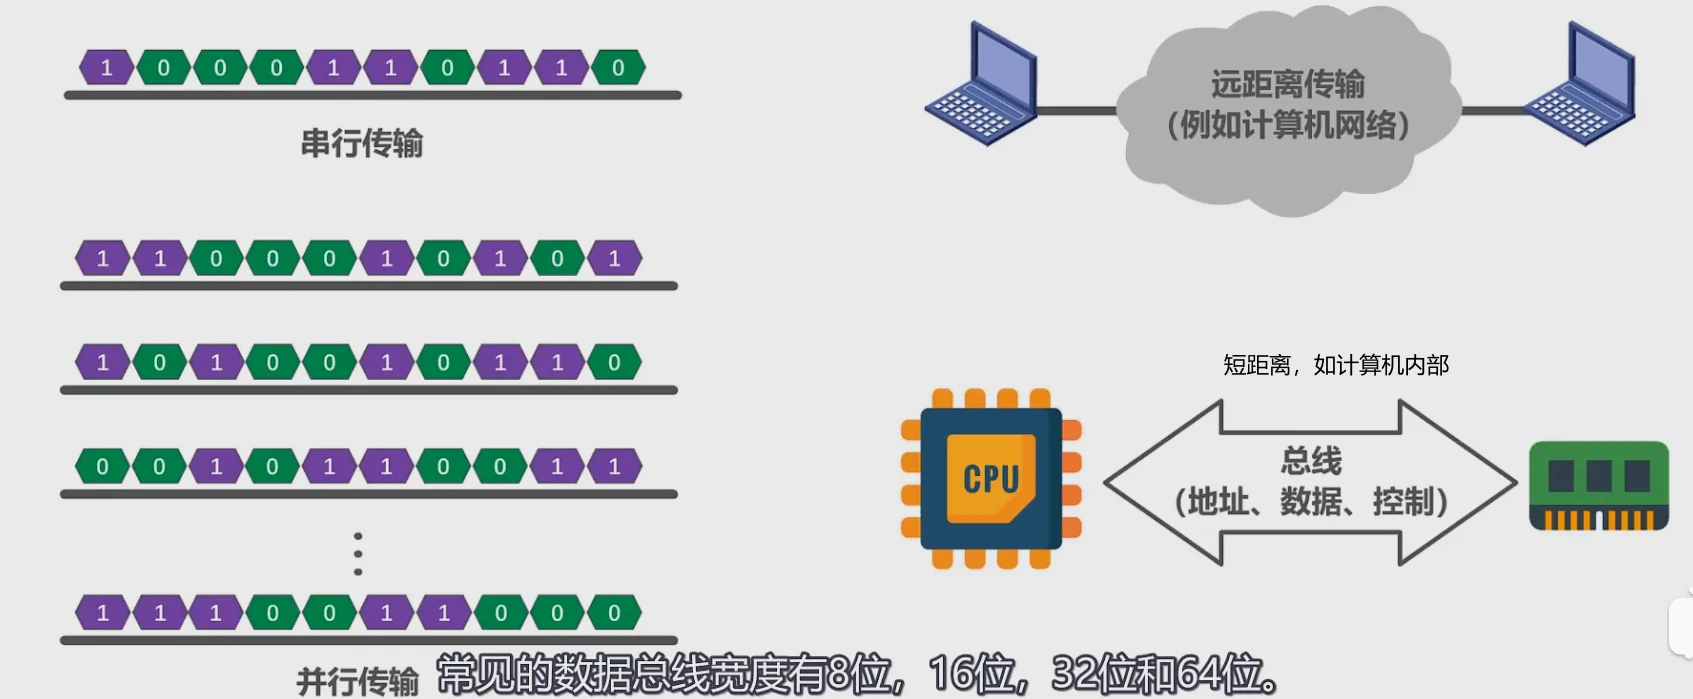 1 0 0 0 1 1 0 1 1 0
串行传输
远距离传输
（例如计算机网络）
1 1 0 0 0 1 0 1 0 1
1 0 1 0 0 1 0 1 1 0
0 0 1 0 1 1 0 0 1 1
1 1 1 0 0 1 1 0 0 0
并行传输
短距离，如计算机内部
CPU
总线
（地址、数据、控制）
常见的数据总线宽度有8位，16位，32位和64位。